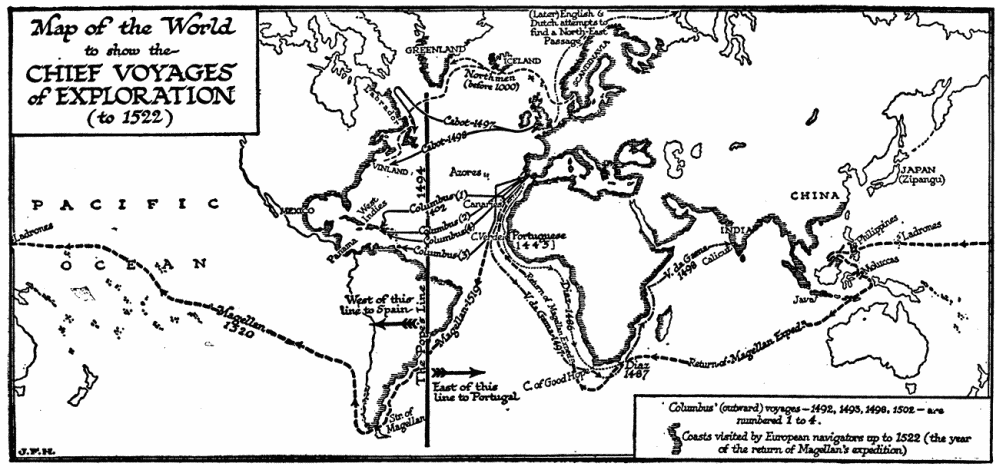 Map of the World
to show the
CHIEF VOYAGES
of EXPLORATION
(to 1522)
(Later) English &
Dutch attempts to
find a North-East
Passage
GREENLAND
ICELAND
Northmen
(before 1000)
SCANDINAVIA
Labrador
Cabot-1497
Cabot-1498
VINLAND
1494
The Pope's Line
Azores
Canaries
C.Verde
Portuguese
[1445]
MEXICO
West
Indies
Panama
Columbus (1)
1492
Columbus (2)
Columbus (4)
Columbus (3)
PACIFIC
OCEAN
Ladrones
Magellan
1520
West of this
line to Spain
East of this
line to Portugal
Magellan 1519
Str. of
Magellan
V. da Gama-1497
Return of Magellan Expedn
Diaz-1486
C. of Good Hope
Diaz
1487
V. da Gama
1498
Calicut
INDIA
CHINA
JAPAN
(Zipangu)
Philippines
Ladrones
Moluccas
Java
Return of Magellan Expedn
Columbus' (outward) voyages – 1492, 1493, 1498, 1502 – are
numbered 1 to 4.
Coasts visited by European navigators up to 1522 (the year
of the return of Magellan's expedition)
J.F.H.